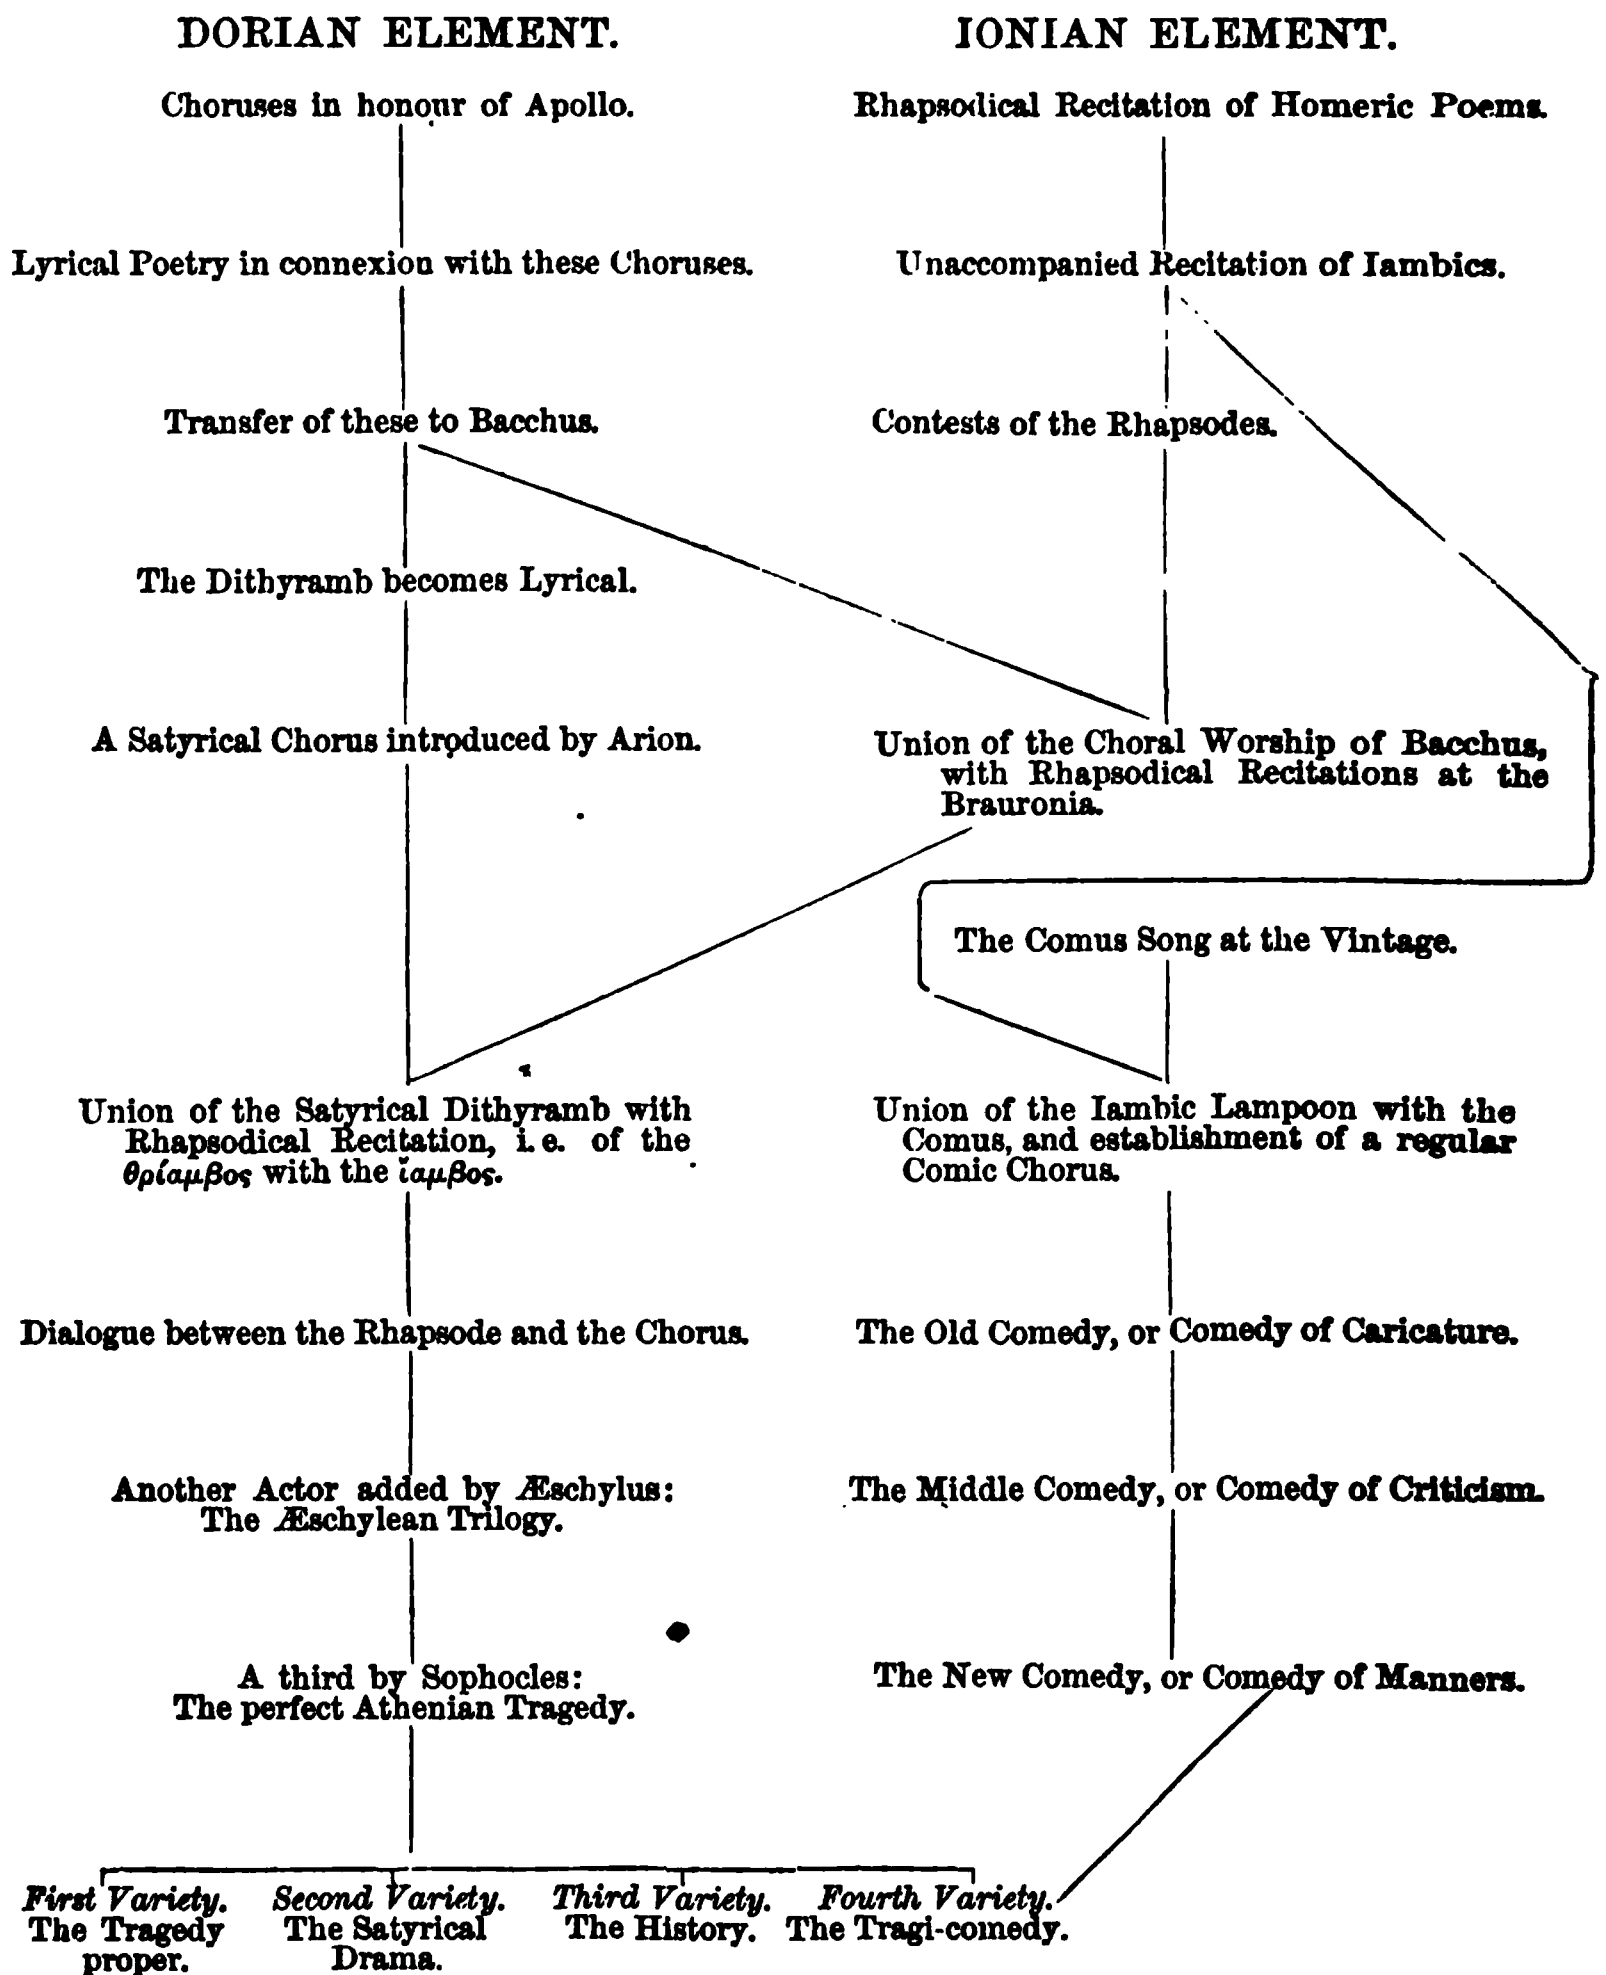 DORIAN ELEMENT.
Choruses in honour of Apollo.
Lyrical Poetry in connexion with these Choruses.
Transfer of these to Bacchus.
The Dithyramb becomes Lyrical.
A Satyrical Chorus introduced by Arion.
Union of the Satyrical Dithyramb with
Rhapsodical Recitation, i.e. of the
θρίαμβος with the ἴαμβος.
Dialogue between the Rhapsode and the Chorus.
Another Actor added by Æschylus:
The Æschylean Trilogy.
A third by Sophocles:
The perfect Athenian Tragedy.
IONIAN ELEMENT.
Rhapsodical Recitation of Homeric Poems.
Unaccompanied Recitation of Iambics.
Contests of the Rhapsodes.
Union of the Choral Worship of Bacchus,
with Rhapsodical Recitations at the
Brauronia.
The Comus Song at the Vintage.
Union of the Iambic Lampoon with the
Comus, and establishment of a regular
Comic Chorus.
The Old Comedy, or Comedy of Caricature.
The Middle Comedy, or Comedy of Criticism.
The New Comedy, or Comedy of Manners.
First Variety.
The Tragedy
proper.
Second Variety.
The Satyrical
Drama.
Third Variety.
The History.
Fourth Variety.
The Tragi-comedy.